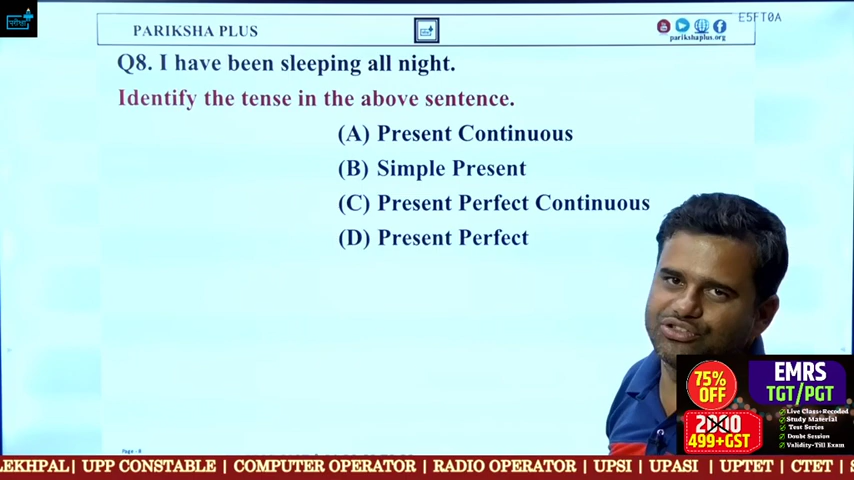 परीक्षा
PARIKSHA PLUS
parikshaplus.org
E5FT0A
Q8. I have been sleeping all night.
Identify the tense in the above sentence.
(A) Present Continuous
(B) Simple Present
(C) Present Perfect Continuous
(D) Present Perfect
75%
OFF
2000
499+GST
EMRS
TGT/PGT
Live Class+Recoded
Study Material
Test Series
Doubt Session
Validity-Till Exam
Page - 8
LEKHPAL| UPP CONSTABLE | COMPUTER OPERATOR | RADIO OPERATOR | UPSI | UPASI | UPTET | CTET | S